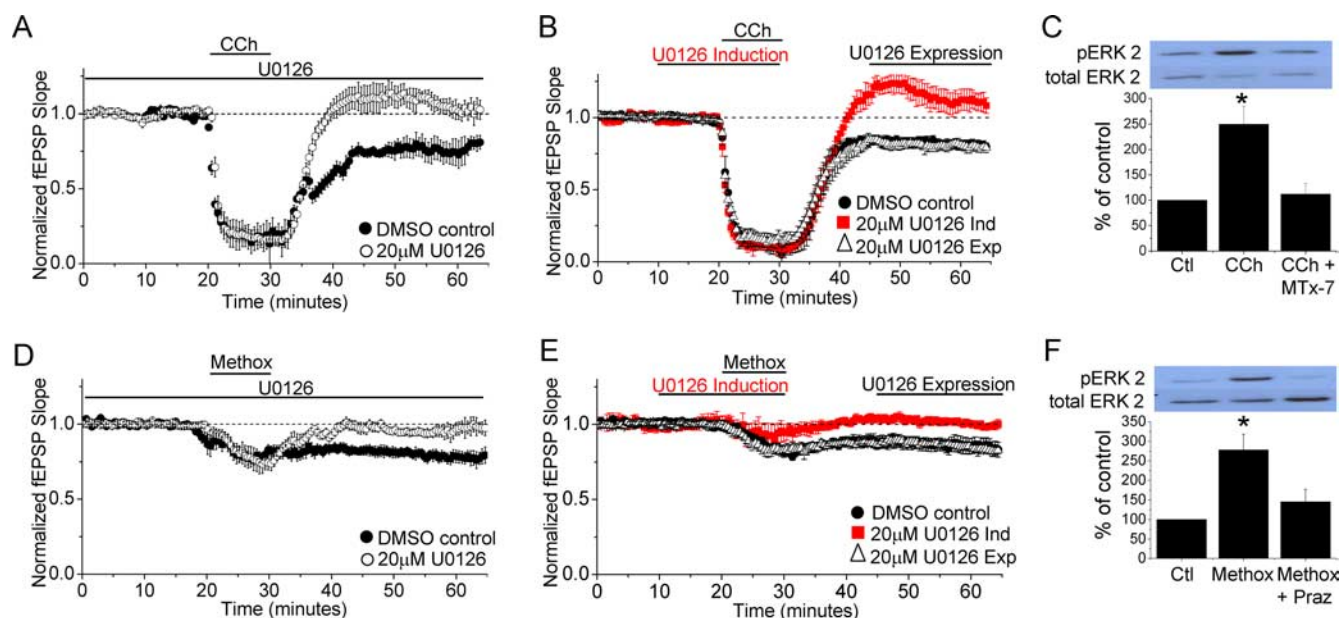 A
CCh
U0126
Normalized fEPSP Slope
1.0
0.5
0.0
DMSO control
20μM U0126
0 10 20 30 40 50 60
Time (minutes)
B
CCh
U0126 Induction
U0126 Expression
Normalized fEPSP Slope
1.0
0.5
0.0
DMSO control
20μM U0126 Ind
20μM U0126 Exp
0 10 20 30 40 50 60
Time (minutes)
C
pERK 2
total ERK 2
% of control
300
250
200
150
100
50
0
*
Ctl CCh CCh +
MTx-7
D
Methox
U0126
Normalized fEPSP Slope
1.0
0.5
0.0
DMSO control
20μM U0126
0 10 20 30 40 50 60
Time (minutes)
E
Methox
U0126 Induction
U0126 Expression
Normalized fEPSP Slope
1.0
0.5
0.0
DMSO control
20μM U0126 Ind
20μM U0126 Exp
0 10 20 30 40 50 60
Time (minutes)
F
pERK 2
total ERK 2
% of control
350
300
250
200
150
100
50
0
*
Ctl Methox Methox
+ Praz